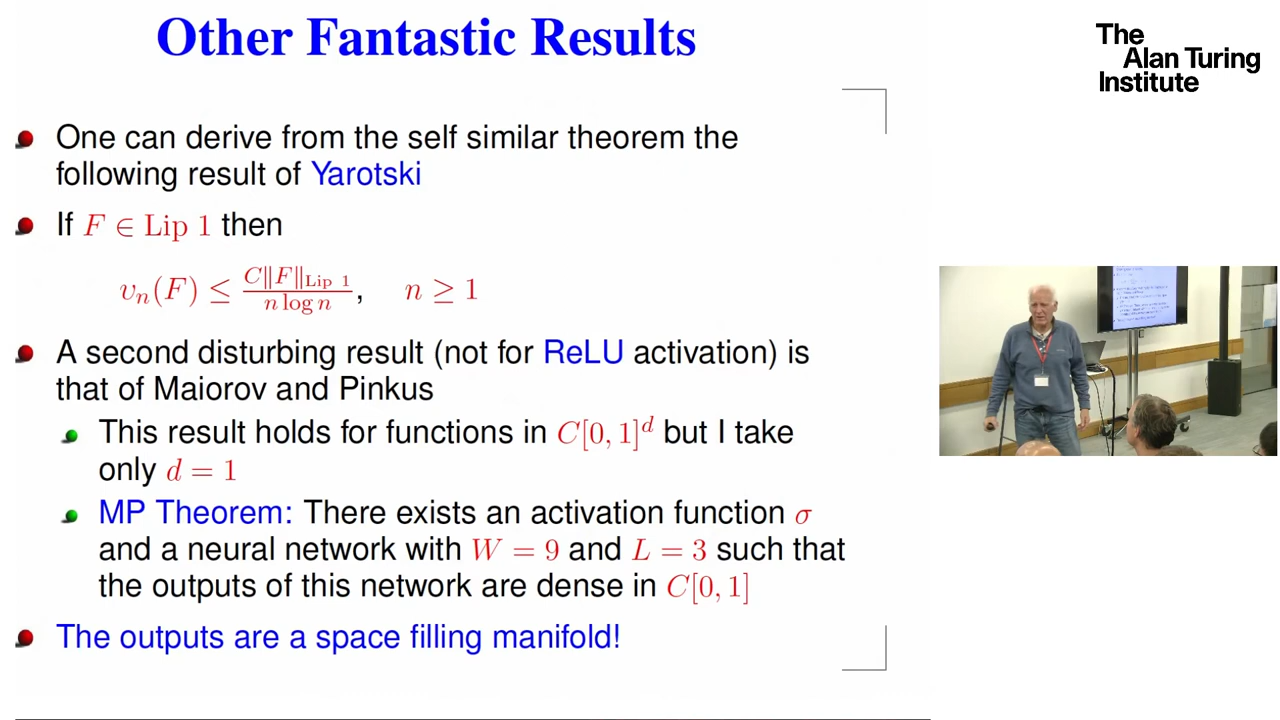 Other Fantastic Results
The
Alan Turing
Institute
One can derive from the self similar theorem the
following result of Yarotski
If F ∈ Lip 1 then
υₙ(F) ≤ C‖F‖_{Lip 1} / (n log n), n ≥ 1
A second disturbing result (not for ReLU activation) is
that of Maiorov and Pinkus
This result holds for functions in C[0, 1]ᵈ but I take
only d = 1
MP Theorem: There exists an activation function σ
and a neural network with W = 9 and L = 3 such that
the outputs of this network are dense in C[0, 1]
The outputs are a space filling manifold!